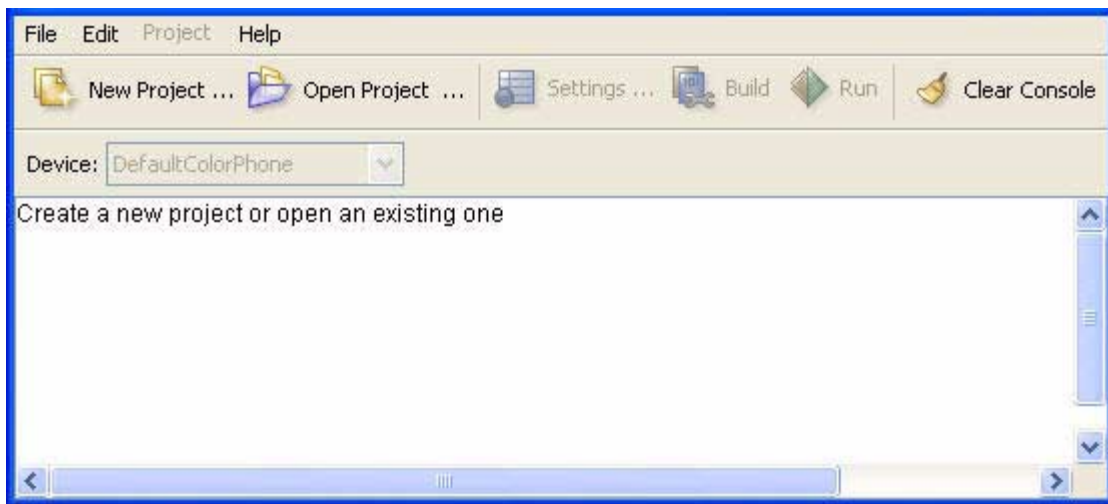 File Edit Project Help
New Project ... Open Project ... Settings ... Build Run Clear Console
Device: DefaultColorPhone
Create a new project or open an existing one